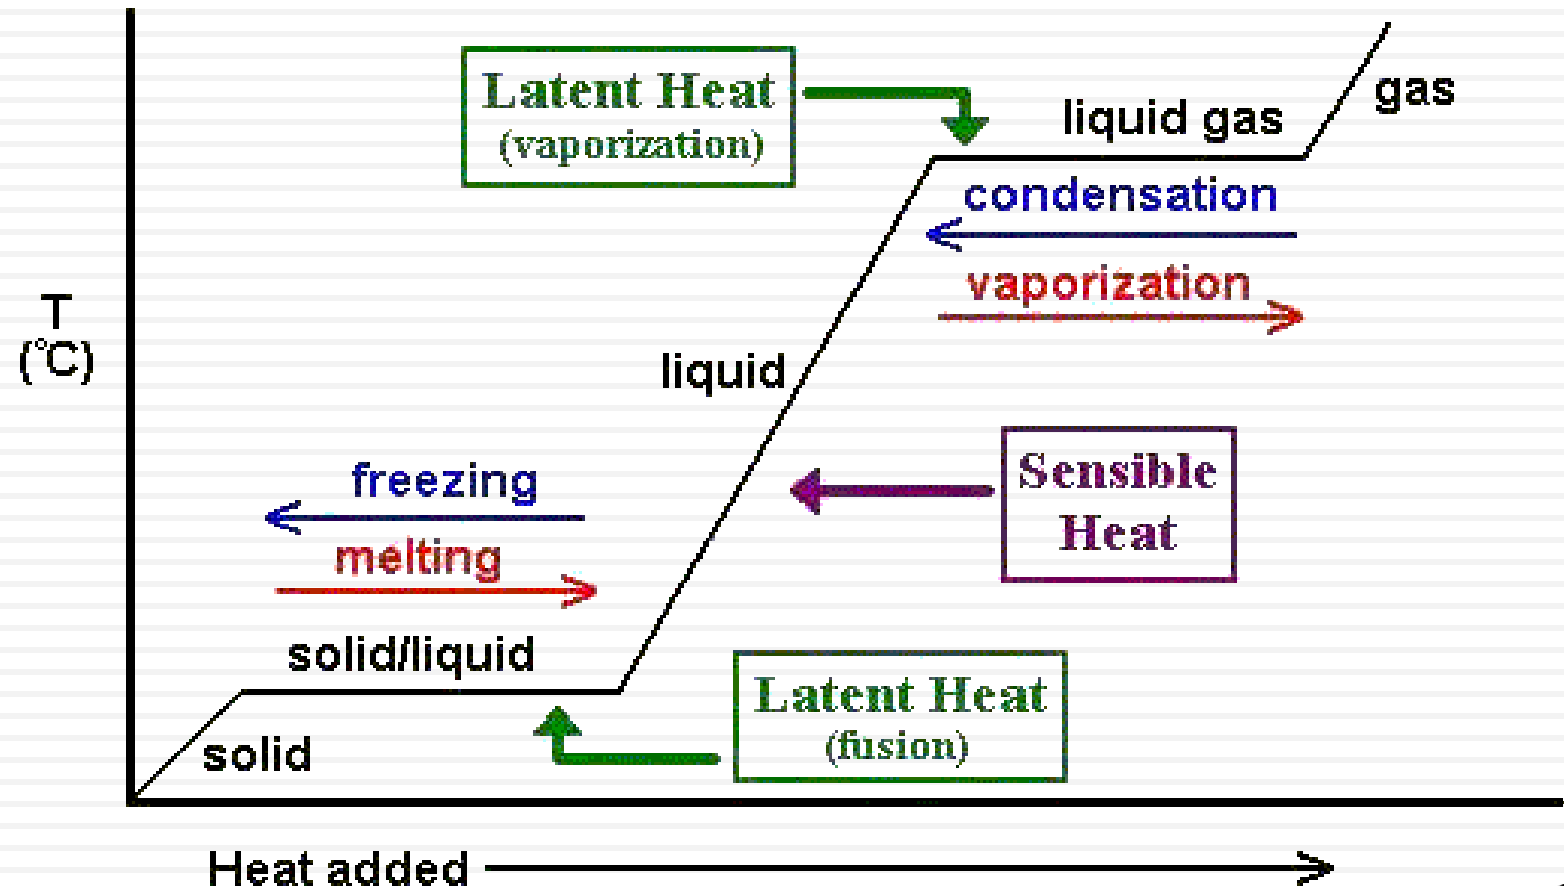 Latent Heat
(vaporization)
liquid gas
gas
condensation
vaporization
T
(°C)
liquid
freezing
melting
Sensible
Heat
solid/liquid
solid
Latent Heat
(fusion)
Heat added